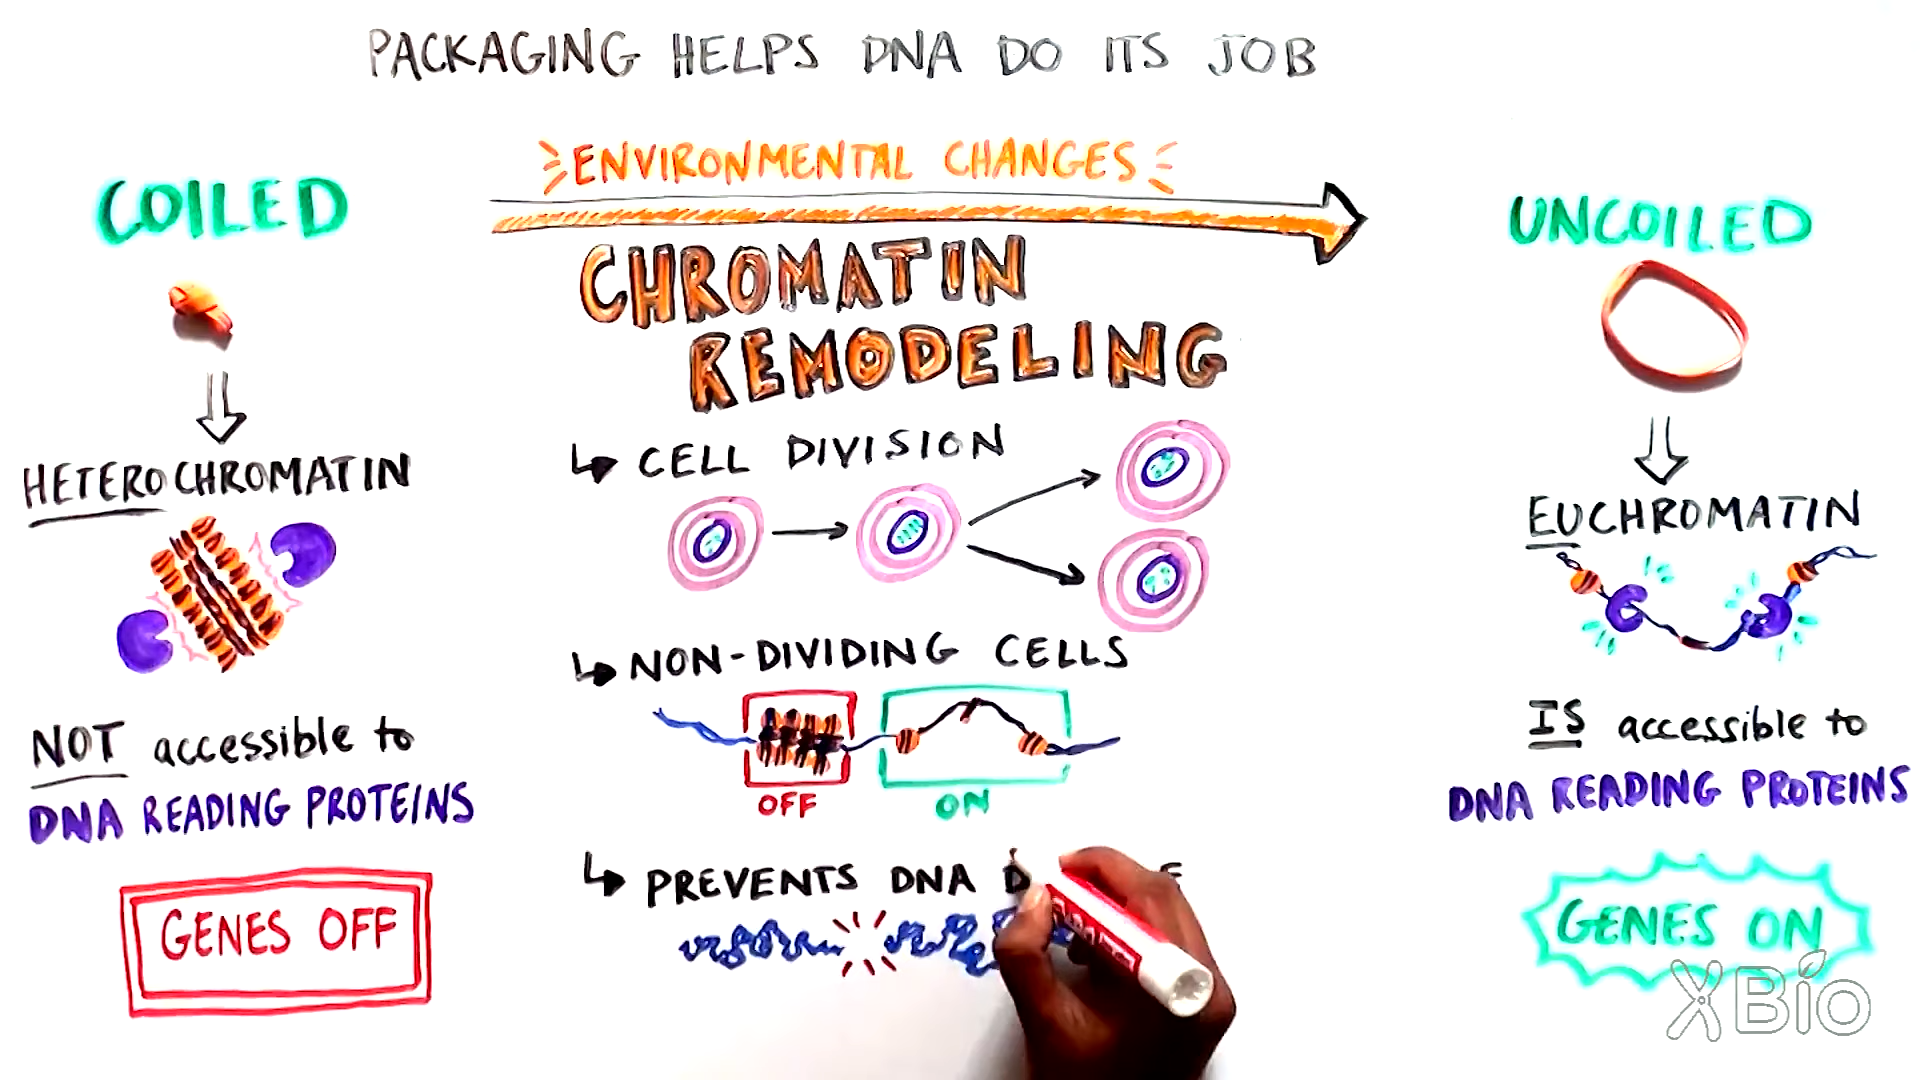 PACKAGING HELPS DNA DO ITS JOB
ENVIRONMENTAL CHANGES
COILED
UNCOILED
CHROMATIN
REMODELING
HETEROCHROMATIN
NOT accessible to
DNA READING PROTEINS
GENES OFF
CELL DIVISION
NON-DIVIDING CELLS
OFF
ON
PREVENTS DNA
EUCHROMATIN
IS accessible to
DNA READING PROTEINS
GENES ON
XBio